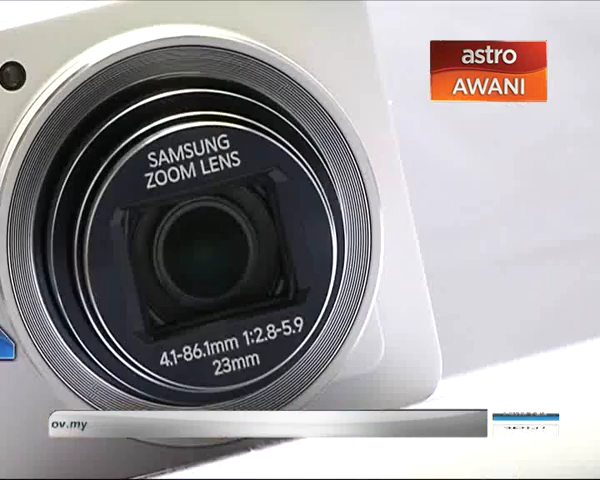 astro
AWANI
SAMSUNG
ZOOM LENS
4.1-86.1mm 1:2.8-5.9
23mm
ov.my